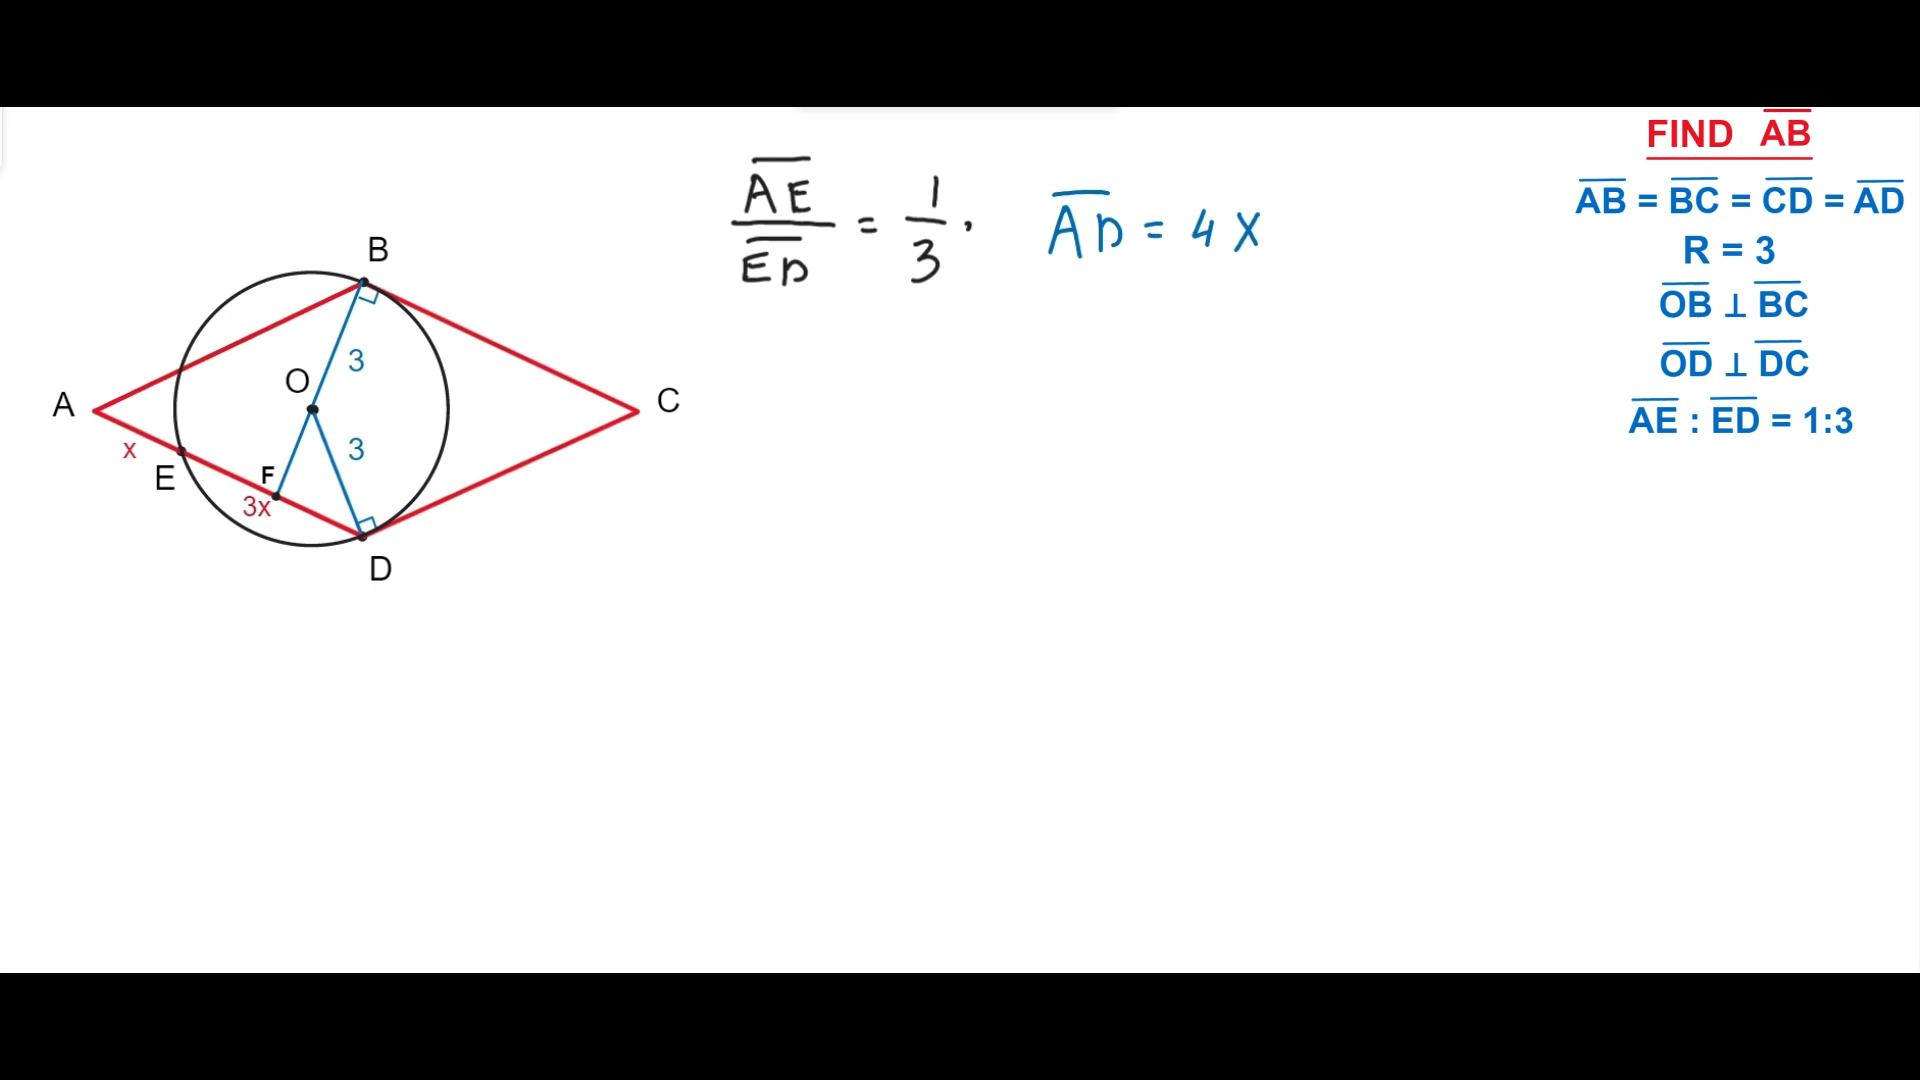 FIND AB
AB = BC = CD = AD
R = 3
OB ⊥ BC
OD ⊥ DC
AE : ED = 1:3
AE/ED = 1/3, AD = 4x
B
3
O
A
C
3
x
E
F
3x
D